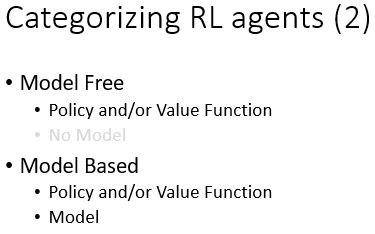 Categorizing RL agents (2)
• Model Free
• Policy and/or Value Function
• No Model
• Model Based
• Policy and/or Value Function
• Model